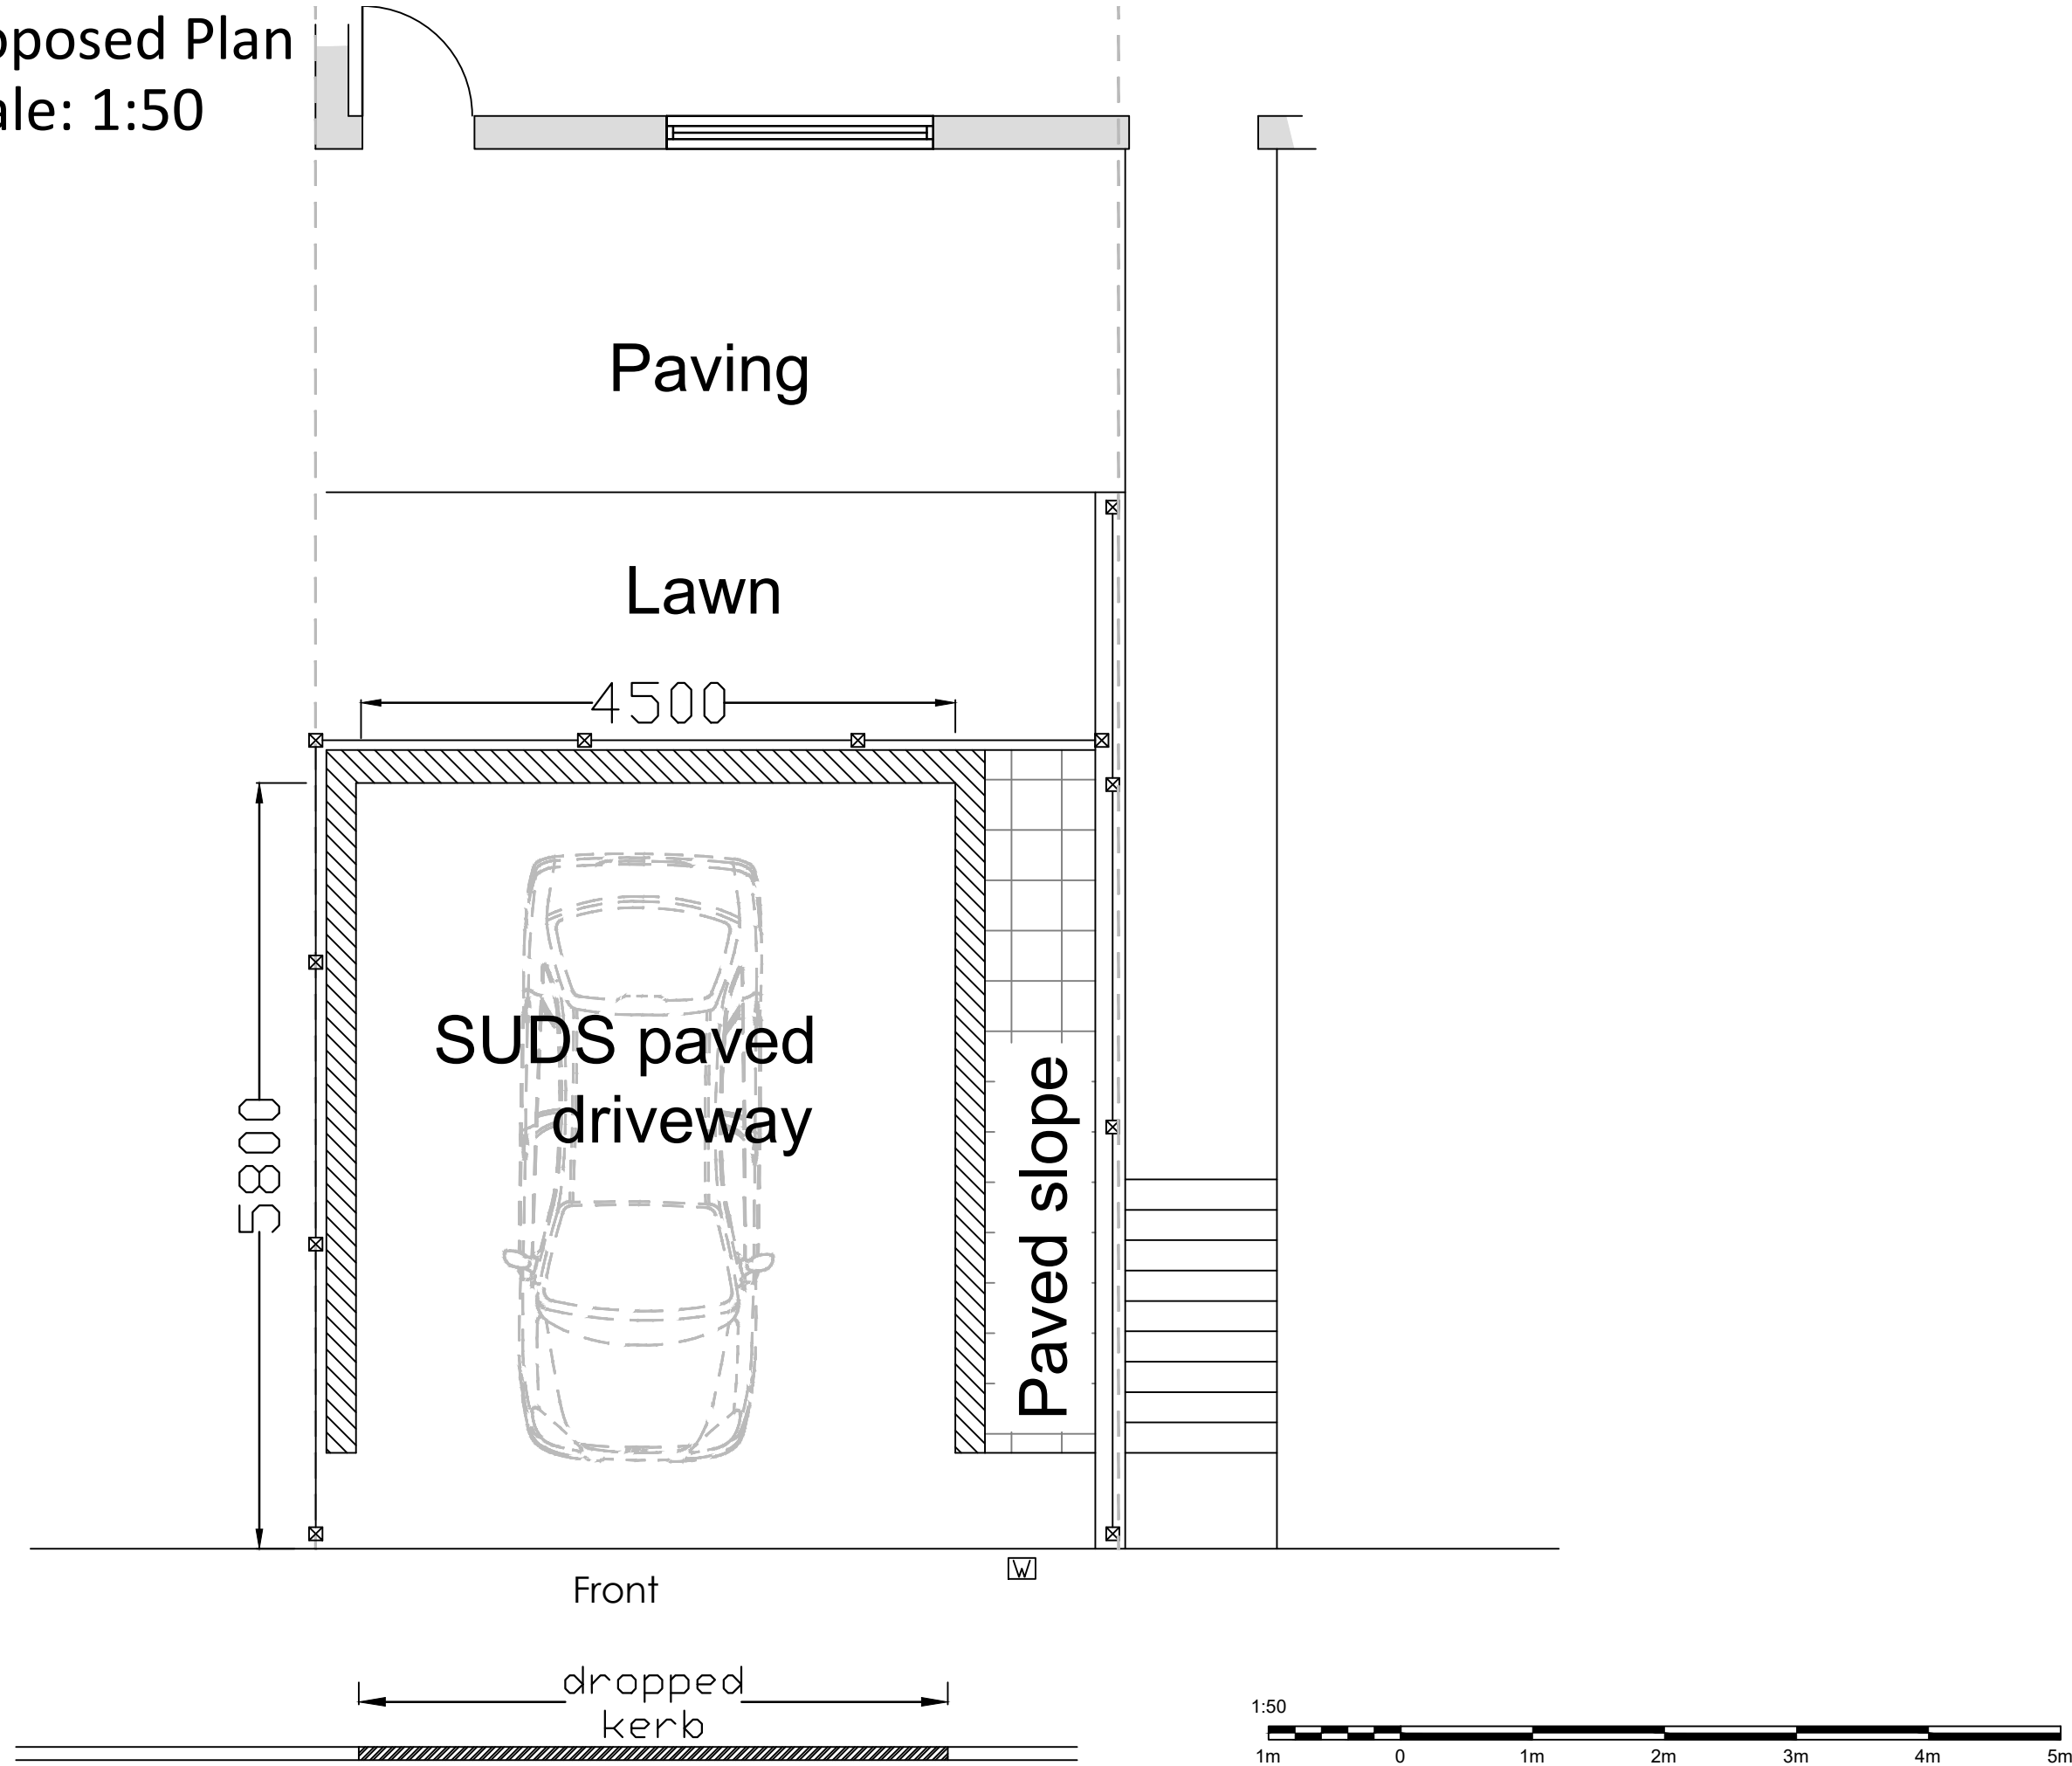 oposed Plan
ale: 1:50
Paving
Lawn
4500
SUDS paved
driveway
5800
Paved slope
W
Front
dropped
kerb
1:50
1m 0 1m 2m 3m 4m 5m